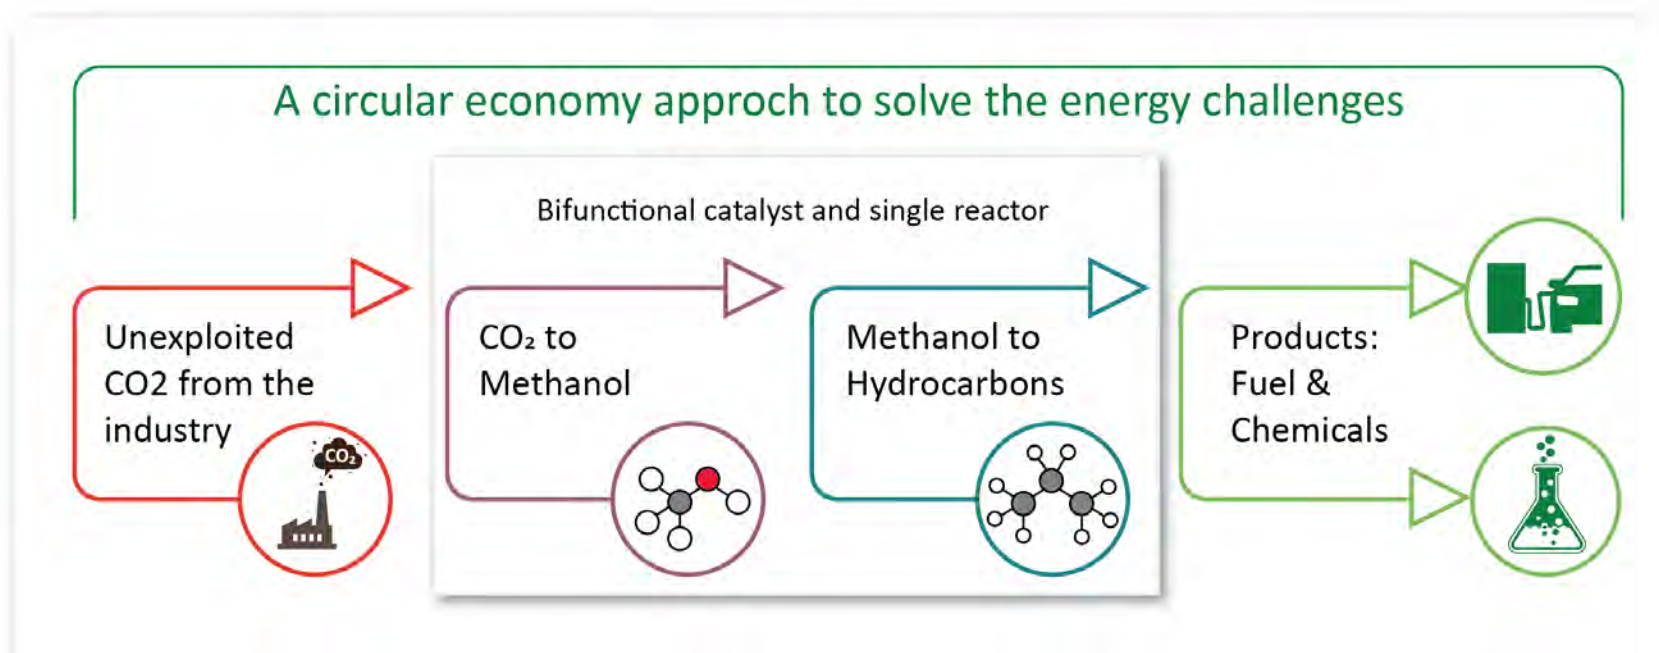 A circular economy approch to solve the energy challenges
Bifunctional catalyst and single reactor
Unexploited
CO2 from the
industry
CO₂
CO₂ to
Methanol
Methanol to
Hydrocarbons
Products:
Fuel &
Chemicals